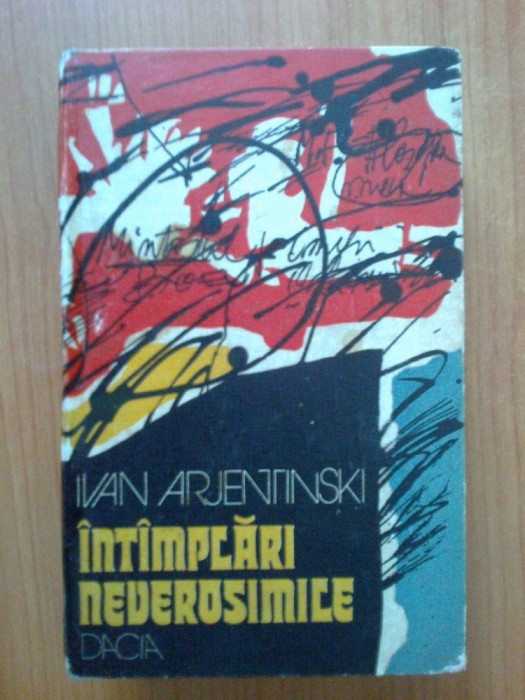 IVAN ARJENTINSKI
ÎNTÎMPLĂRI
NEVEROSIMILE
DACIA